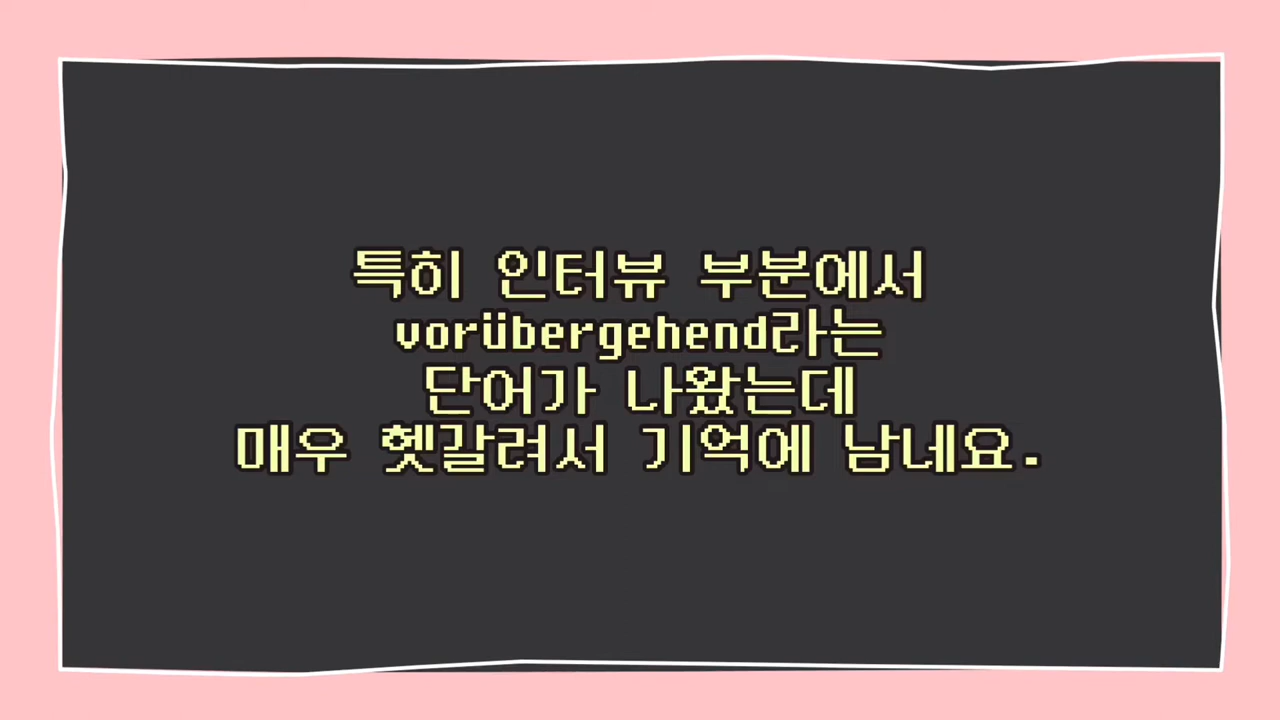 특히 인터뷰 부분에서
vorübergehend라는
단어가 나왔는데
매우 헷갈려서 기억에 남네요.